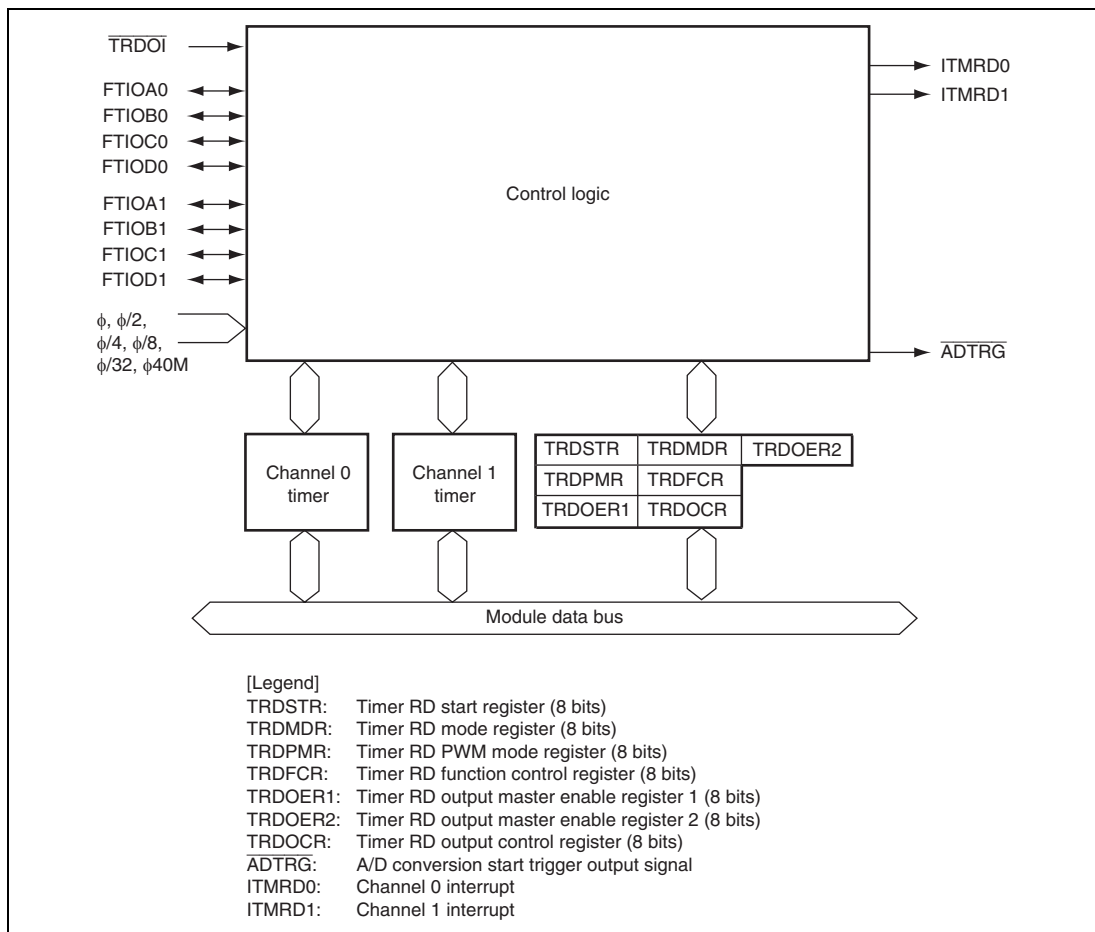 TRDOI
FTIOA0
FTIOB0
FTIOC0
FTIOD0
FTIOA1
FTIOB1
FTIOC1
FTIOD1
ϕ, ϕ/2,
ϕ/4, ϕ/8,
ϕ/32, ϕ40M
Control logic
ITMRD0
ITMRD1
ADTRG
Channel 0
timer
Channel 1
timer
TRDSTR TRDMDR TRDOER2
TRDPMR TRDFCR
TRDOER1 TRDOCR
Module data bus
[Legend]
TRDSTR: Timer RD start register (8 bits)
TRDMDR: Timer RD mode register (8 bits)
TRDPMR: Timer RD PWM mode register (8 bits)
TRDFCR: Timer RD function control register (8 bits)
TRDOER1: Timer RD output master enable register 1 (8 bits)
TRDOER2: Timer RD output master enable register 2 (8 bits)
TRDOCR: Timer RD output control register (8 bits)
ADTRG: A/D conversion start trigger output signal
ITMRD0: Channel 0 interrupt
ITMRD1: Channel 1 interrupt